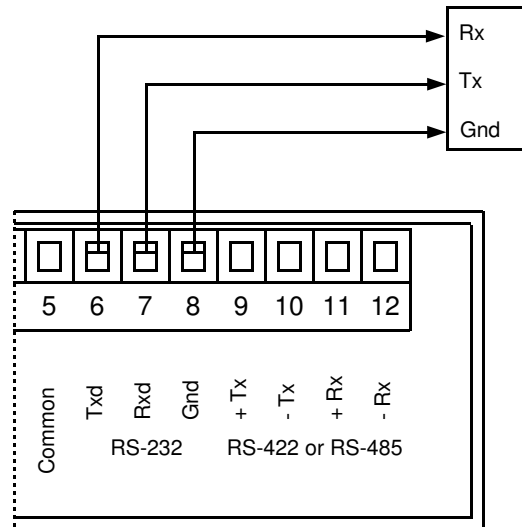 Rx
Tx
Gnd
5 6 7 8 9 10 11 12
Common Txd Rxd Gnd + Tx - Tx + Rx - Rx
RS-232 RS-422 or RS-485